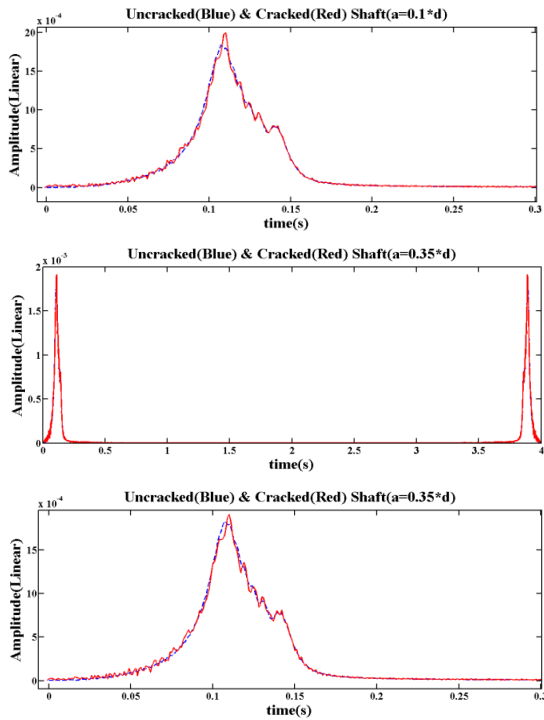 Uncracked(Blue) & Cracked(Red) Shaft(a=0.1*d)
x 10⁻⁴
Amplitude(Linear)
20
15
10
5
0
0 0.05 0.1 0.15 0.2 0.25 0.3
time(s)
Uncracked(Blue) & Cracked(Red) Shaft(a=0.35*d)
x 10⁻³
Amplitude(Linear)
2
1.5
1
0.5
0
0 0.5 1 1.5 2 2.5 3 3.5 4
time(s)
Uncracked(Blue) & Cracked(Red) Shaft(a=0.35*d)
x 10⁻⁴
Amplitude(Linear)
15
10
5
0
0 0.05 0.1 0.15 0.2 0.25 0.3
time(s)